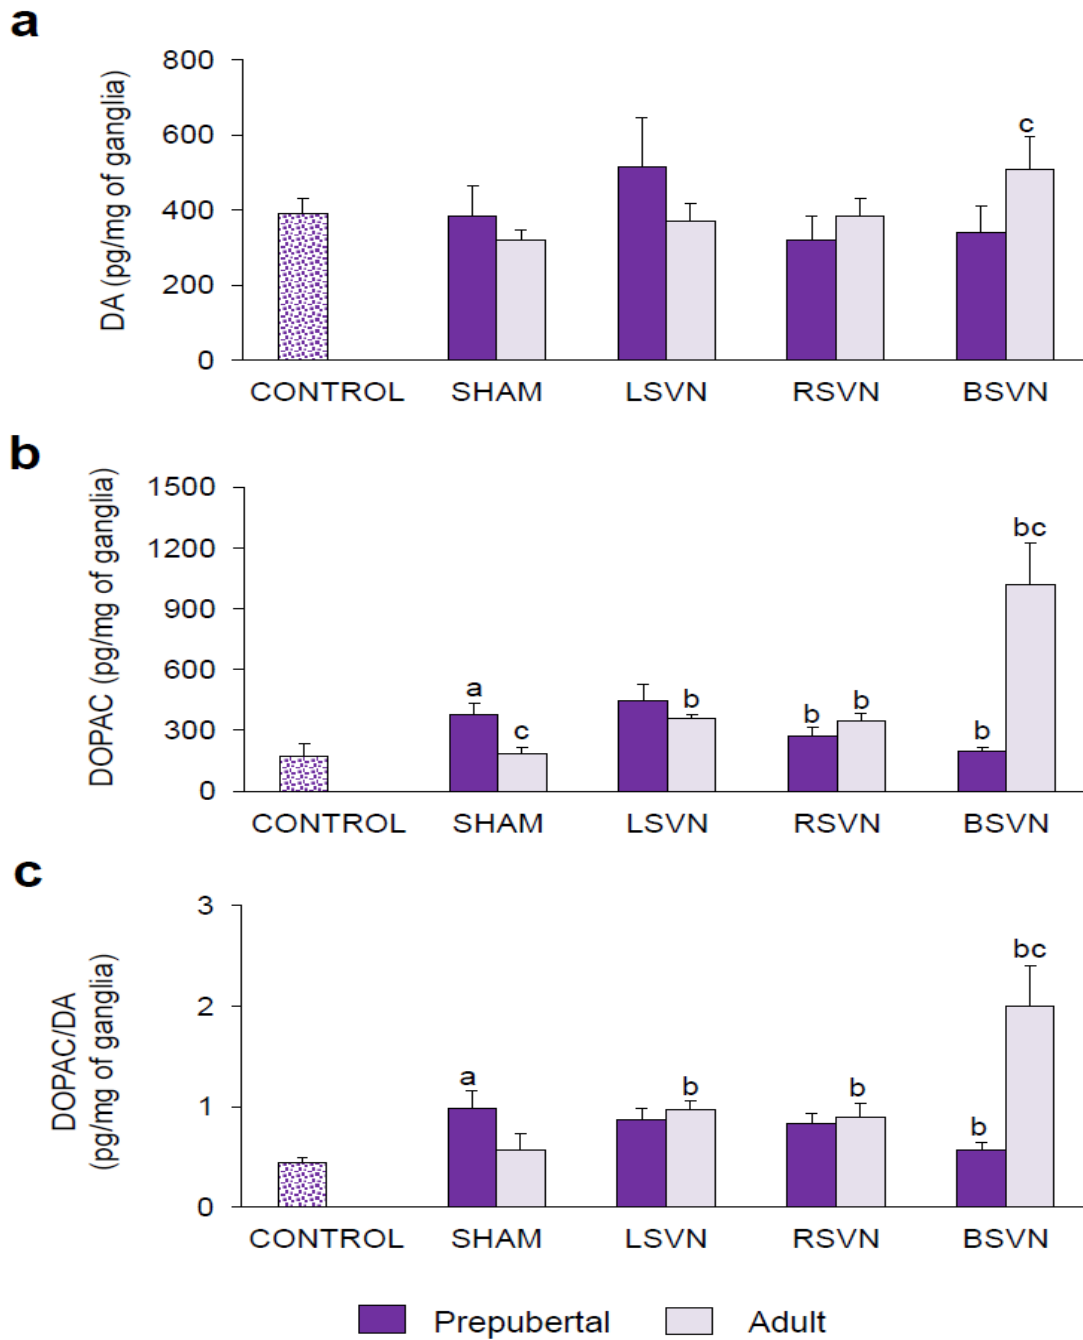 a
DA (pg/mg of ganglia)
800
600
400
200
0
c
CONTROL SHAM LSVN RSVN BSVN
b
DOPAC (pg/mg of ganglia)
1500
1200
900
600
300
0
a
c
b
b
b
b
bc
CONTROL SHAM LSVN RSVN BSVN
c
DOPAC/DA
(pg/mg of ganglia)
3
2
1
0
a
b
b
b
bc
CONTROL SHAM LSVN RSVN BSVN
Prepubertal Adult